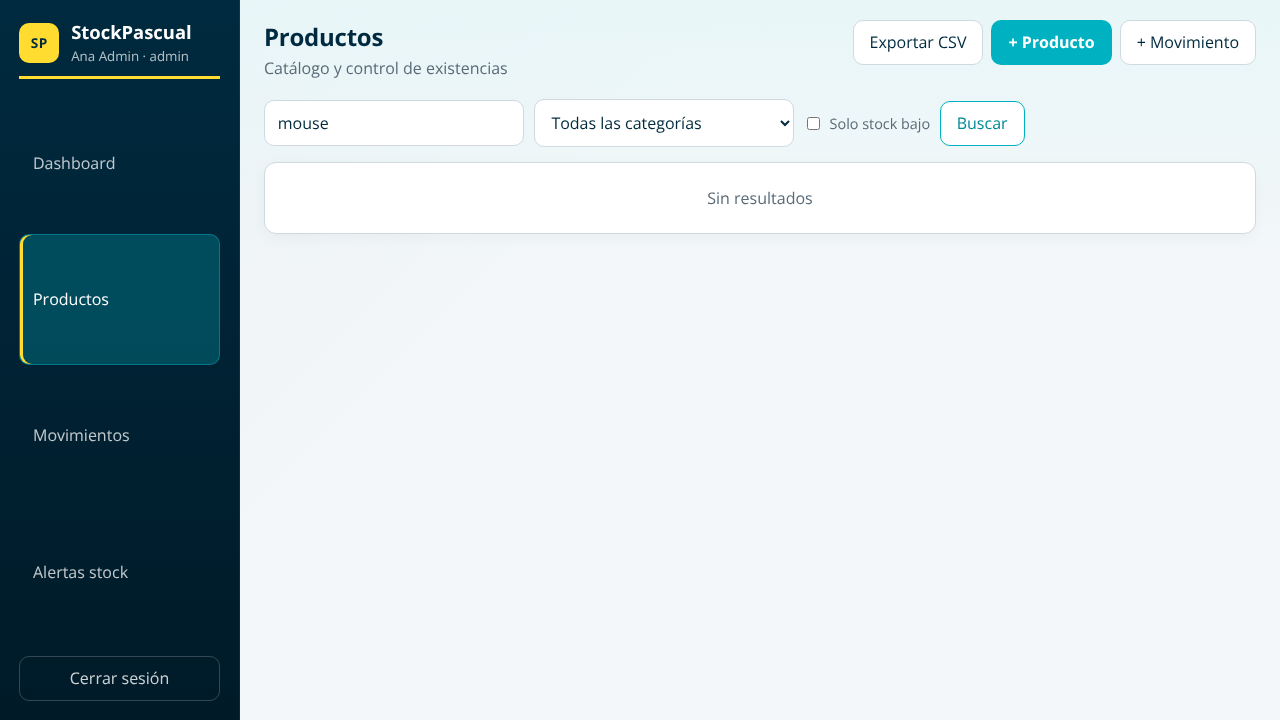 SP
StockPascual
Ana Admin · admin
Dashboard
Productos
Movimientos
Alertas stock
Cerrar sesión
Productos
Catálogo y control de existencias
Exportar CSV
+ Producto
+ Movimiento
mouse
Todas las categorías
Solo stock bajo
Buscar
Sin resultados